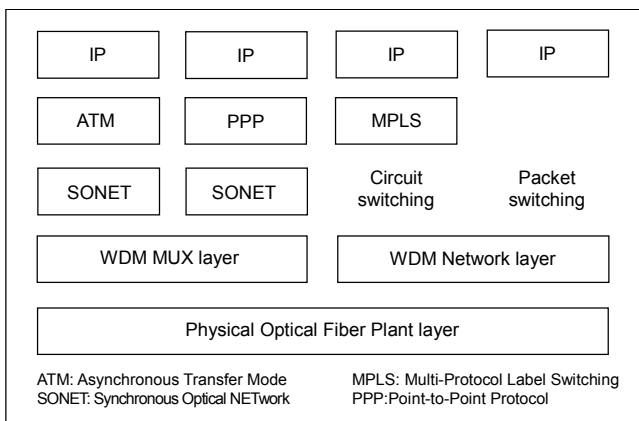 IP IP IP IP
ATM PPP MPLS
SONET SONET Circuit switching Packet switching
WDM MUX layer WDM Network layer
Physical Optical Fiber Plant layer
ATM: Asynchronous Transfer Mode MPLS: Multi-Protocol Label Switching
SONET: Synchronous Optical NETwork PPP:Point-to-Point Protocol